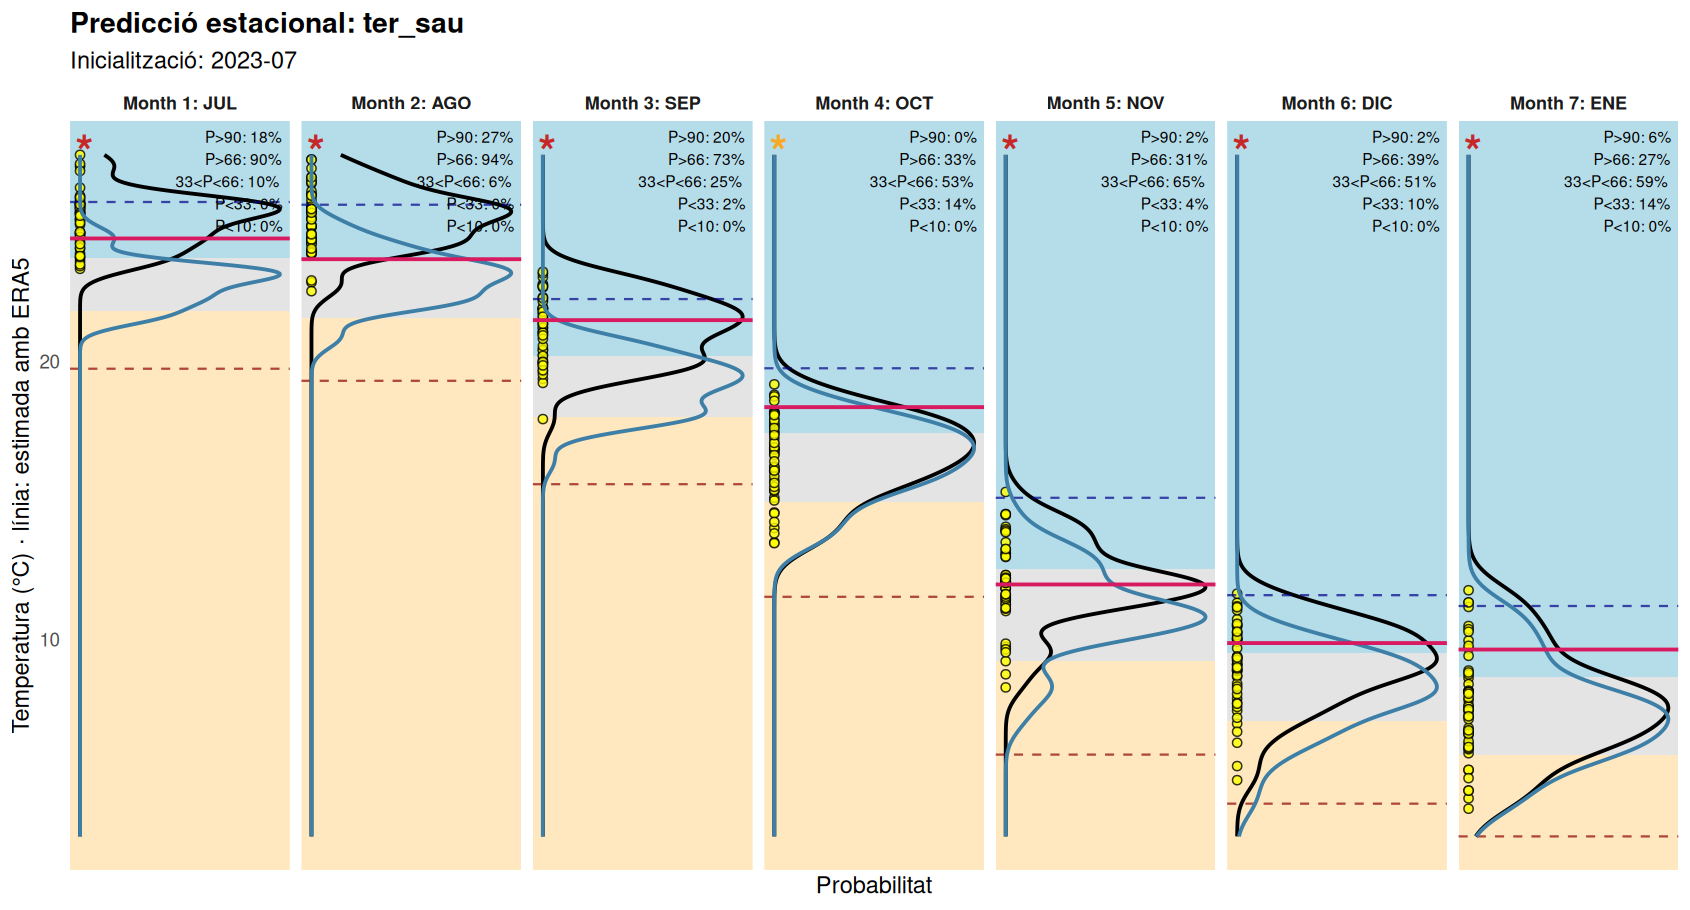 Predicció estacional: ter_sau
Inicialització: 2023-07
Month 1: JUL
P>90: 18%
P>66: 90%
33<P<66: 10%
P<33: 0%
P<10: 0%
Month 2: AGO
P>90: 27%
P>66: 94%
33<P<66: 6%
P<33: 0%
P<10: 0%
Month 3: SEP
P>90: 20%
P>66: 73%
33<P<66: 25%
P<33: 2%
P<10: 0%
Month 4: OCT
P>90: 0%
P>66: 33%
33<P<66: 53%
P<33: 14%
P<10: 0%
Month 5: NOV
P>90: 2%
P>66: 31%
33<P<66: 65%
P<33: 4%
P<10: 0%
Month 6: DIC
P>90: 2%
P>66: 39%
33<P<66: 51%
P<33: 10%
P<10: 0%
Month 7: ENE
P>90: 6%
P>66: 27%
33<P<66: 59%
P<33: 14%
P<10: 0%
Temperatura (°C) · línia: estimada amb ERA5
20
10
Probabilitat